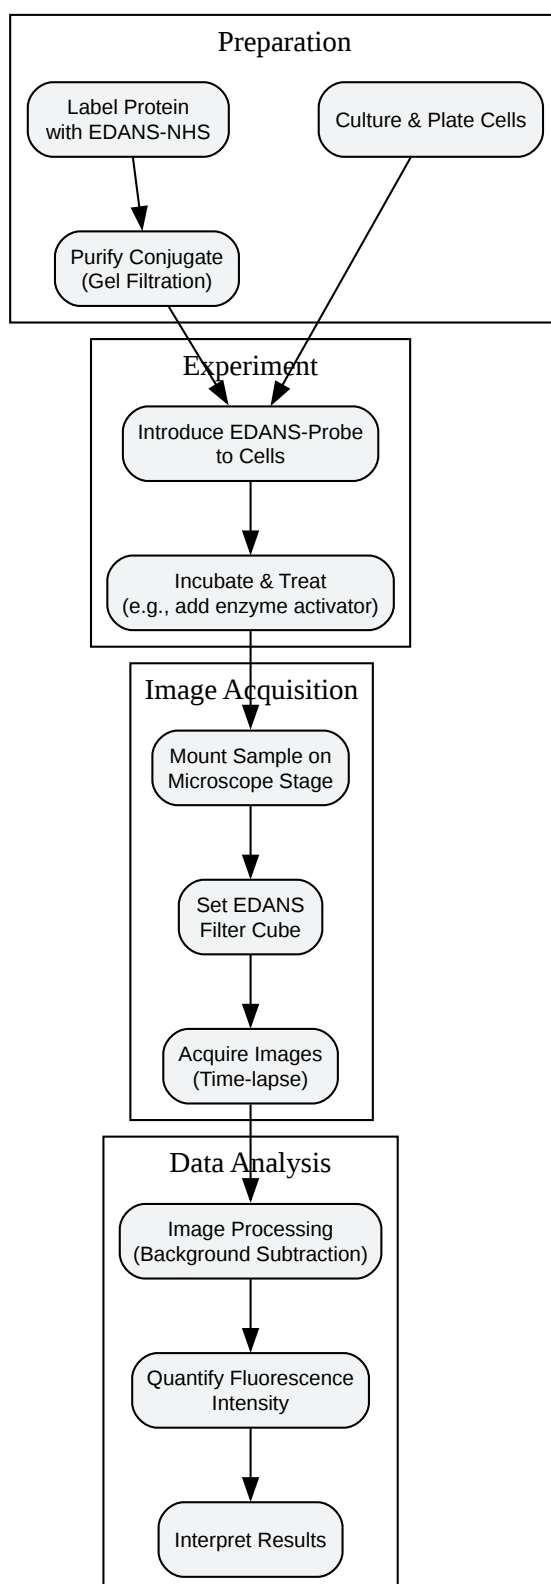 Preparation
Label Protein
with EDANS-NHS
Culture & Plate Cells
Purify Conjugate
(Gel Filtration)
Experiment
Introduce EDANS-Probe
to Cells
Incubate & Treat
(e.g., add enzyme activator)
Image Acquisition
Mount Sample on
Microscope Stage
Set EDANS
Filter Cube
Acquire Images
(Time-lapse)
Data Analysis
Image Processing
(Background Subtraction)
Quantify Fluorescence
Intensity
Interpret Results